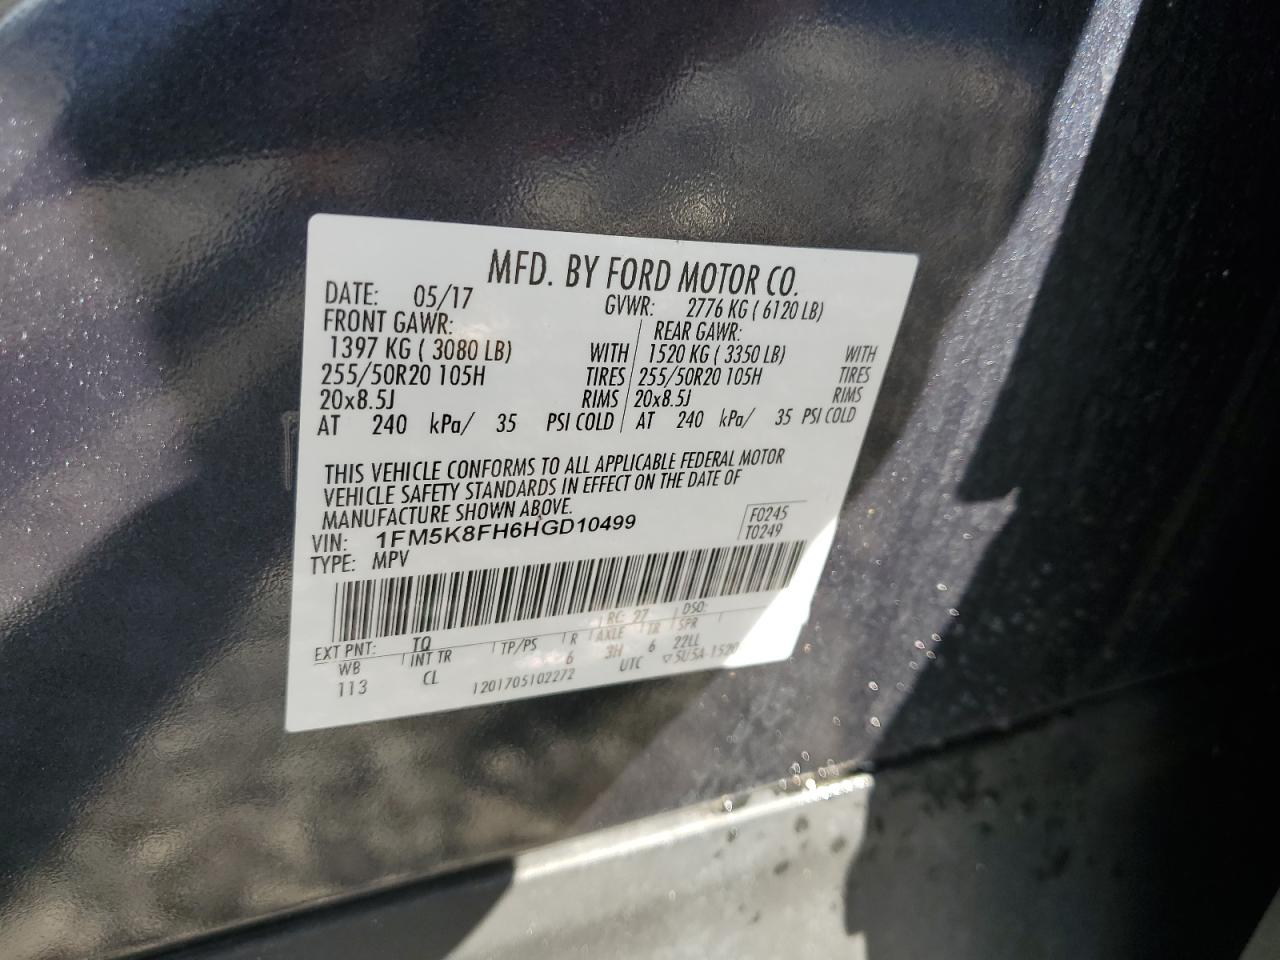 MFD. BY FORD MOTOR CO.
DATE: 05/17 GVWR: 2776 KG ( 6120 LB)
FRONT GAWR: REAR GAWR:
1397 KG ( 3080 LB) WITH 1520 KG ( 3350 LB) WITH
255/50R20 105H TIRES 255/50R20 105H TIRES
20x8.5J RIMS 20x8.5J RIMS
AT 240 kPa/ 35 PSI COLD AT 240 kPa/ 35 PSI COLD
THIS VEHICLE CONFORMS TO ALL APPLICABLE FEDERAL MOTOR
VEHICLE SAFETY STANDARDS IN EFFECT ON THE DATE OF
MANUFACTURE SHOWN ABOVE.
VIN: 1FM5K8FH6HGD10499 F0245
TYPE: MPV T0249
EXT PNT: TQ RC: 27 DSO:
WB INT TR TP/PS R AXLE TR SPR
113 CL 6 3H 6 22LL
1201705102272 UTC ▽SU5A-1520